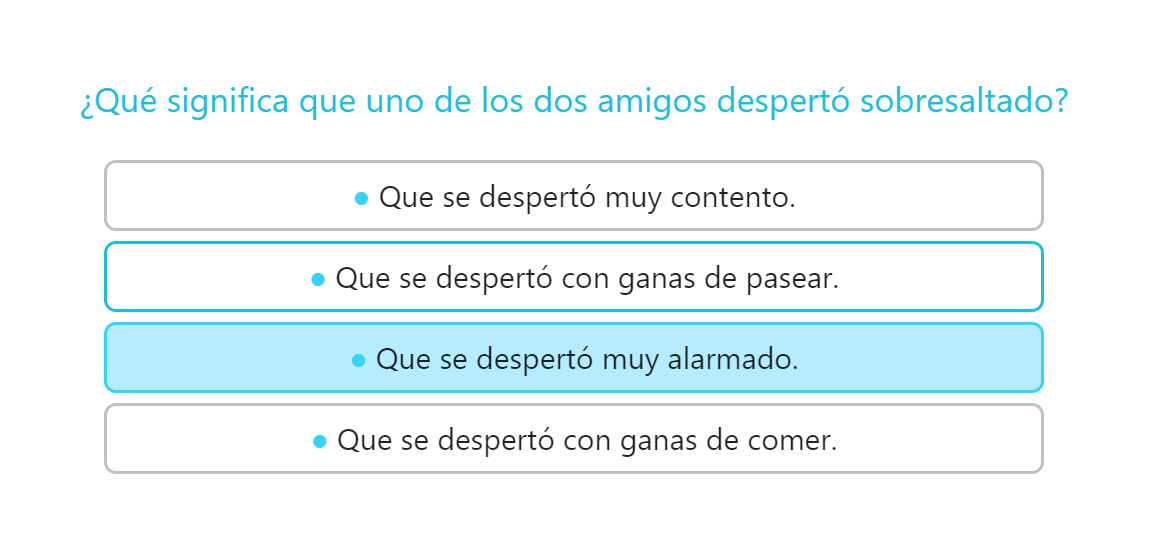 ¿Qué significa que uno de los dos amigos despertó sobresaltado?
● Que se despertó muy contento.
● Que se despertó con ganas de pasear.
● Que se despertó muy alarmado.
● Que se despertó con ganas de comer.